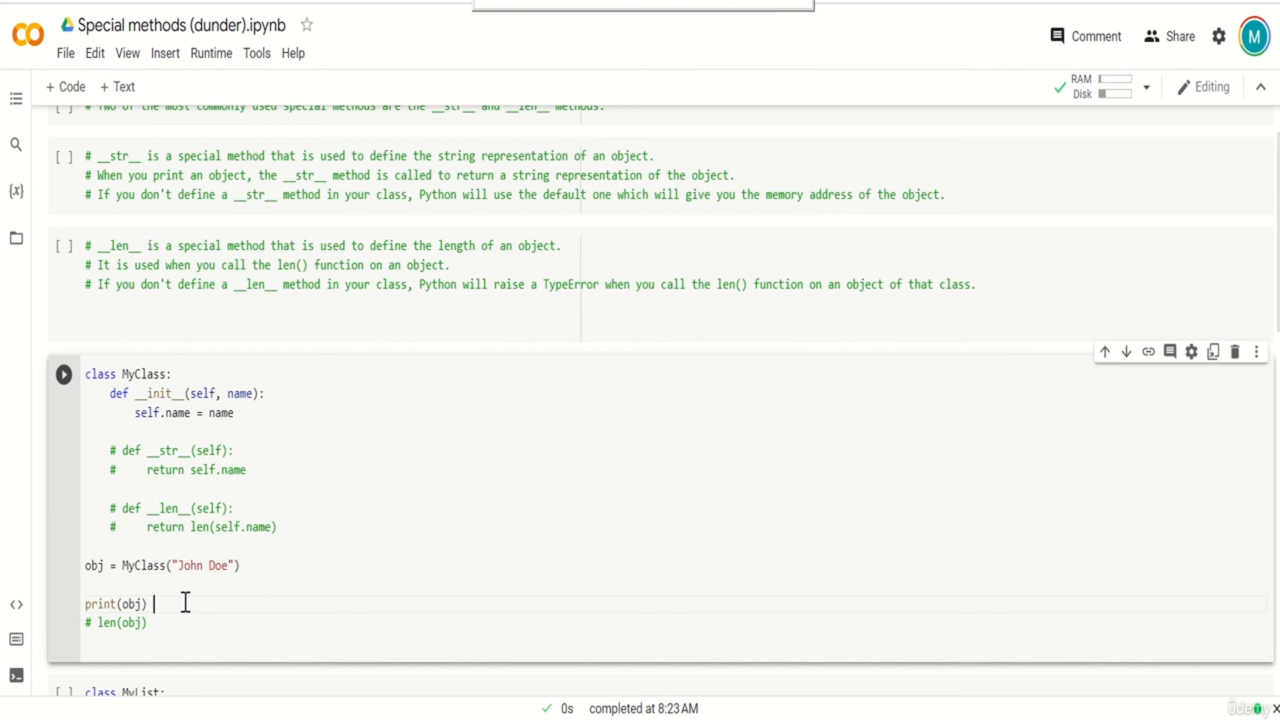 Special methods (dunder).ipynb
File Edit View Insert Runtime Tools Help
Comment
Share
M
+ Code + Text
RAM
Disk
Editing
[ ] # Two of the most commonly used special methods are the __str__ and __len__ methods.
[ ] # __str__ is a special method that is used to define the string representation of an object.
# When you print an object, the __str__ method is called to return a string representation of the object.
# If you don't define a __str__ method in your class, Python will use the default one which will give you the memory address of the object.
[ ] # __len__ is a special method that is used to define the length of an object.
# It is used when you call the len() function on an object.
# If you don't define a __len__ method in your class, Python will raise a TypeError when you call the len() function on an object of that class.
class MyClass:
def __init__(self, name):
self.name = name
# def __str__(self):
#    return self.name
# def __len__(self):
#    return len(self.name)
obj = MyClass("John Doe")
print(obj)
# len(obj)
[ ] class MyList:
0s completed at 8:23 AM
Udemy